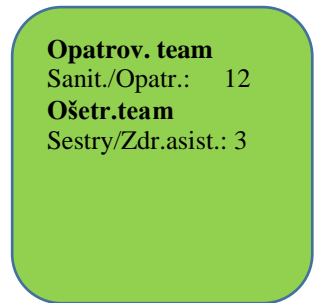 Opatrov. team
Sanit./Opatr.: 12
Ošetr.team
Sestry/Zdr.asist.: 3